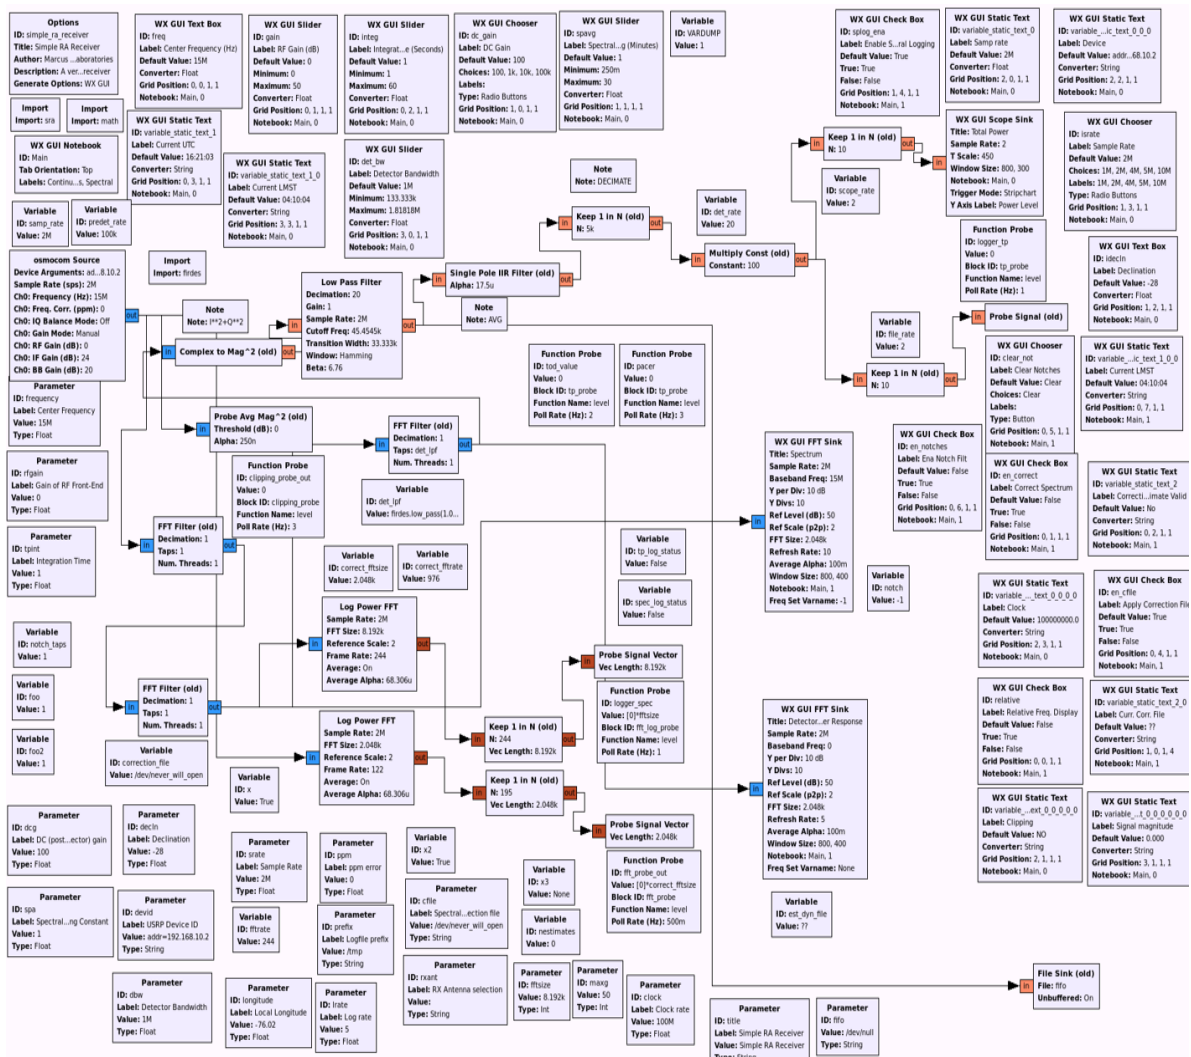 Options
ID: simple_ra_receiver
Title: Simple RA Receiver
Author: Marcus ...aboratories
Description: A ver...receiver
Generate Options: WX GUI
WX GUI Text Box
ID: freq
Label: Center Frequency (Hz)
Default Value: 15M
Converter: Float
Grid Position: 0, 0, 1, 1
Notebook: Main, 0
WX GUI Slider
ID: gain
Label: RF Gain (dB)
Default Value: 0
Minimum: 0
Maximum: 50
Converter: Float
Grid Position: 0, 1, 1, 1
Notebook: Main, 0
WX GUI Slider
ID: integ
Label: Integrat...e (Seconds)
Default Value: 1
Minimum: 1
Maximum: 60
Converter: Float
Grid Position: 0, 2, 1, 1
Notebook: Main, 0
WX GUI Chooser
ID: dc_gain
Label: DC Gain
Default Value: 100
Choices: 100, 1k, 10k, 100k
Labels:
Type: Radio Buttons
Grid Position: 1, 0, 1, 1
Notebook: Main, 0
WX GUI Slider
ID: spavg
Label: Spectral...g (Minutes)
Default Value: 1
Minimum: 250m
Maximum: 30
Converter: Float
Grid Position: 1, 1, 1, 1
Notebook: Main, 0
Variable
ID: VARDUMP
Value: 1
WX GUI Check Box
ID: splog_ena
Label: Enable S...ral Logging
Default Value: True
True: True
False: False
Grid Position: 1, 4, 1, 1
Notebook: Main, 1
WX GUI Static Text
ID: variable_static_text_0
Label: Samp rate
Default Value: 2M
Converter: Float
Grid Position: 2, 0, 1, 1
Notebook: Main, 0
WX GUI Static Text
ID: variable_...ic_text_0_0_0
Label: Device
Default Value: addr...68.10.2
Converter: String
Grid Position: 2, 2, 1, 1
Notebook: Main, 0
Import
Import: sra
Import
Import: math
WX GUI Static Text
ID: variable_static_text_1
Label: Current UTC
Default Value: 16:21:03
Converter: String
Grid Position: 0, 3, 1, 1
Notebook: Main, 0
WX GUI Notebook
ID: Main
Tab Orientation: Top
Labels: Continu...s, Spectral
WX GUI Static Text
ID: variable_static_text_1_0
Label: Current LMST
Default Value: 04:10:04
Converter: String
Grid Position: 3, 3, 1, 1
Notebook: Main, 0
WX GUI Slider
ID: det_bw
Label: Detector Bandwidth
Default Value: 1M
Minimum: 133.333k
Maximum: 1.81818M
Converter: Float
Grid Position: 3, 0, 1, 1
Notebook: Main, 0
Note
Note: DECIMATE
Keep 1 in N (old)
N: 10
in
out
WX GUI Scope Sink
Title: Total Power
Sample Rate: 2
T Scale: 450
Window Size: 800, 300
Notebook: Main, 0
Trigger Mode: Stripchart
Y Axis Label: Power Level
in
WX GUI Chooser
ID: israte
Label: Sample Rate
Default Value: 2M
Choices: 1M, 2M, 4M, 5M, 10M
Labels: 1M, 2M, 4M, 5M, 10M
Type: Radio Buttons
Grid Position: 1, 3, 1, 1
Notebook: Main, 1
Variable
ID: scope_rate
Value: 2
Variable
ID: samp_rate
Value: 2M
Variable
ID: predet_rate
Value: 100k
Keep 1 in N (old)
N: 5k
in
out
Variable
ID: det_rate
Value: 20
Multiply Const (old)
Constant: 100
in
out
Function Probe
ID: logger_tp
Value: 0
Block ID: tp_probe
Function Name: level
Poll Rate (Hz): 1
WX GUI Text Box
ID: idecln
Label: Declination
Default Value: -28
Converter: Float
Grid Position: 1, 2, 1, 1
Notebook: Main, 0
osmocom Source
Device Arguments: ad...8.10.2
Sample Rate (sps): 2M
Ch0: Frequency (Hz): 15M
Ch0: Freq. Corr. (ppm): 0
Ch0: IQ Balance Mode: Off
Ch0: Gain Mode: Manual
Ch0: RF Gain (dB): 0
Ch0: IF Gain (dB): 24
Ch0: BB Gain (dB): 20
out
Import
Import: firdes
Low Pass Filter
Decimation: 20
Gain: 1
Sample Rate: 2M
Cutoff Freq: 45.4545k
Transition Width: 33.333k
Window: Hamming
Beta: 6.76
in
out
Single Pole IIR Filter (old)
Alpha: 17.5u
in
out
Note
Note: AVG
Note
Note: I**2+Q**2
Complex to Mag^2 (old)
in
out
Probe Signal (old)
in
Variable
ID: file_rate
Value: 2
Keep 1 in N (old)
N: 10
in
out
WX GUI Chooser
ID: clear_not
Label: Clear Notches
Default Value: Clear
Choices: Clear
Labels:
Type: Button
Grid Position: 0, 5, 1, 1
Notebook: Main, 1
WX GUI Static Text
ID: variable_...ic_text_1_0_0
Label: Current LMST
Default Value: 04:10:04
Converter: String
Grid Position: 0, 7, 1, 1
Notebook: Main, 1
Function Probe
ID: tod_value
Value: 0
Block ID: tp_probe
Function Name: level
Poll Rate (Hz): 2
Function Probe
ID: pacer
Value: 0
Block ID: tp_probe
Function Name: level
Poll Rate (Hz): 3
Parameter
ID: frequency
Label: Center Frequency
Value: 15M
Type: Float
Probe Avg Mag^2 (old)
Threshold (dB): 0
Alpha: 250n
in
FFT Filter (old)
Decimation: 1
Taps: det_lpf
Num. Threads: 1
in
out
Function Probe
ID: clipping_probe_out
Value: 0
Block ID: clipping_probe
Function Name: level
Poll Rate (Hz): 3
Variable
ID: det_lpf
Value: firdes.low_pass(1.0...
WX GUI FFT Sink
Title: Spectrum
Sample Rate: 2M
Baseband Freq: 15M
Y per Div: 10 dB
Y Divs: 10
Ref Level (dB): 50
Ref Scale (p2p): 2
FFT Size: 2.048k
Refresh Rate: 10
Average Alpha: 100m
Window Size: 800, 400
Notebook: Main, 1
Freq Set Varname: -1
in
WX GUI Check Box
ID: en_notches
Label: Ena Notch Filt
Default Value: False
True: True
False: False
Grid Position: 0, 6, 1, 1
Notebook: Main, 1
WX GUI Check Box
ID: en_correct
Label: Correct Spectrum
Default Value: False
True: True
False: False
Grid Position: 0, 1, 1, 1
Notebook: Main, 1
WX GUI Static Text
ID: variable_static_text_2
Label: Correcti...imate Valid
Default Value: No
Converter: String
Grid Position: 0, 2, 1, 1
Notebook: Main, 1
Parameter
ID: rfgain
Label: Gain of RF Front-End
Value: 0
Type: Float
FFT Filter (old)
Decimation: 1
Taps: 1
Num. Threads: 1
in
out
Parameter
ID: tpint
Label: Integration Time
Value: 1
Type: Float
Variable
ID: correct_fftsize
Value: 2.048k
Variable
ID: correct_fftrate
Value: 976
Variable
ID: tp_log_status
Value: False
Variable
ID: spec_log_status
Value: False
Variable
ID: notch
Value: -1
WX GUI Static Text
ID: variable_..._text_0_0_0_0
Label: Clock
Default Value: 100000000.0
Converter: String
Grid Position: 2, 3, 1, 1
Notebook: Main, 0
WX GUI Check Box
ID: en_cfile
Label: Apply Correction File
Default Value: True
True: True
False: False
Grid Position: 0, 4, 1, 1
Notebook: Main, 1
Variable
ID: notch_taps
Value: 1
Log Power FFT
Sample Rate: 2M
FFT Size: 8.192k
Reference Scale: 2
Frame Rate: 244
Average: On
Average Alpha: 68.306u
in
out
Probe Signal Vector
Vec Length: 8.192k
in
Function Probe
ID: logger_spec
Value: [0]*fftsize
Block ID: fft_log_probe
Function Name: level
Poll Rate (Hz): 1
Variable
ID: foo
Value: 1
FFT Filter (old)
Decimation: 1
Taps: 1
Num. Threads: 1
in
out
Variable
ID: foo2
Value: 1
Variable
ID: correction_file
Value: /dev/never_will_open
Log Power FFT
Sample Rate: 2M
FFT Size: 2.048k
Reference Scale: 2
Frame Rate: 122
Average: On
Average Alpha: 68.306u
in
out
Keep 1 in N (old)
N: 244
Vec Length: 8.192k
in
out
Keep 1 in N (old)
N: 195
Vec Length: 2.048k
in
out
WX GUI FFT Sink
Title: Detector...er Response
Sample Rate: 2M
Baseband Freq: 0
Y per Div: 10 dB
Y Divs: 10
Ref Level (dB): 50
Ref Scale (p2p): 2
FFT Size: 2.048k
Refresh Rate: 5
Average Alpha: 100m
Window Size: 800, 400
Notebook: Main, 1
Freq Set Varname: None
in
WX GUI Check Box
ID: relative
Label: Relative Freq. Display
Default Value: False
True: True
False: False
Grid Position: 0, 0, 1, 1
Notebook: Main, 1
WX GUI Static Text
ID: variable_static_text_2_0
Label: Curr. Corr. File
Default Value: ??
Converter: String
Grid Position: 1, 0, 1, 4
Notebook: Main, 1
Variable
ID: x
Value: True
Probe Signal Vector
Vec Length: 2.048k
in
Function Probe
ID: fft_probe_out
Value: [0]*correct_fftsize
Block ID: fft_probe
Function Name: level
Poll Rate (Hz): 500m
WX GUI Static Text
ID: variable_...ext_0_0_0_0_0
Label: Clipping
Default Value: NO
Converter: String
Grid Position: 2, 1, 1, 1
Notebook: Main, 0
WX GUI Static Text
ID: variable_...t_0_0_0_0_0_0
Label: Signal magnitude
Default Value: 0.000
Converter: String
Grid Position: 3, 1, 1, 1
Notebook: Main, 0
Parameter
ID: dcg
Label: DC (post...ector) gain
Value: 100
Type: Float
Parameter
ID: decln
Label: Declination
Value: -28
Type: Float
Parameter
ID: srate
Label: Sample Rate
Value: 2M
Type: Float
Parameter
ID: ppm
Label: ppm error
Value: 0
Type: Float
Variable
ID: x2
Value: True
Variable
ID: x3
Value: None
Parameter
ID: spa
Label: Spectral...ng Constant
Value: 1
Type: Float
Parameter
ID: devid
Label: USRP Device ID
Value: addr=192.168.10.2
Type: String
Variable
ID: fftrate
Value: 244
Parameter
ID: prefix
Label: Logfile prefix
Value: /tmp
Type: String
Parameter
ID: cfile
Label: Spectral...ection file
Value: /dev/never_will_open
Type: String
Variable
ID: nestimates
Value: 0
Variable
ID: est_dyn_file
Value: ??
Parameter
ID: dbw
Label: Detector Bandwidth
Value: 1M
Type: Float
Parameter
ID: longitude
Label: Local Longitude
Value: -76.02
Type: Float
Parameter
ID: lrate
Label: Log rate
Value: 5
Type: Float
Parameter
ID: rxant
Label: RX Antenna selection
Value:
Type: String
Parameter
ID: fftsize
Value: 8.192k
Type: Int
Parameter
ID: maxg
Value: 50
Type: Int
Parameter
ID: clock
Label: Clock rate
Value: 100M
Type: Float
File Sink (old)
File: fifo
Unbuffered: On
in
Parameter
ID: title
Label: Simple RA Receiver
Value: Simple RA Receiver
Parameter
ID: fifo
Value: /dev/null
Type: String